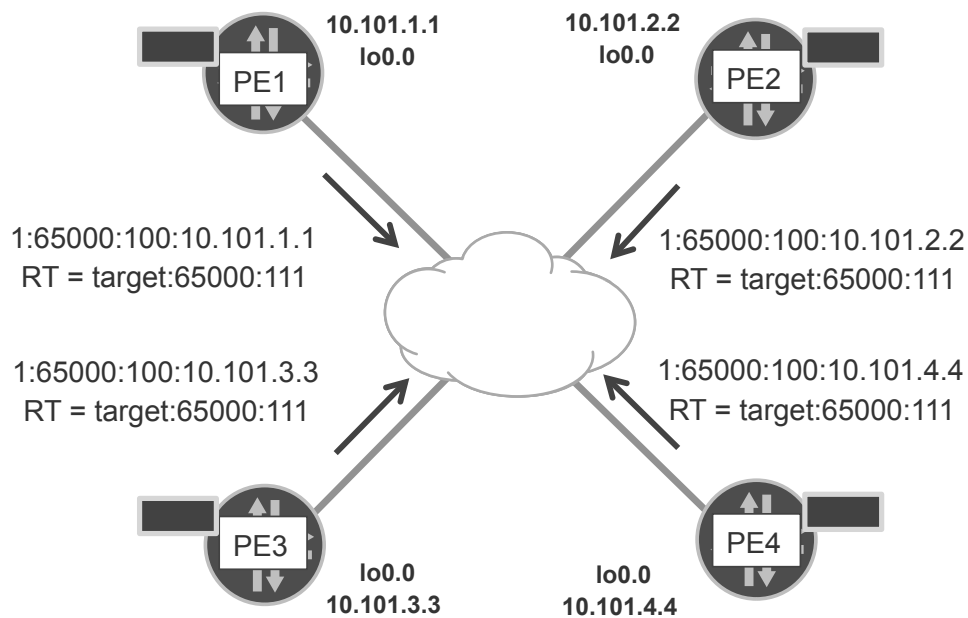 10.101.1.1
lo0.0
PE1
10.101.2.2
lo0.0
PE2
1:65000:100:10.101.1.1
RT = target:65000:111
1:65000:100:10.101.2.2
RT = target:65000:111
1:65000:100:10.101.3.3
RT = target:65000:111
1:65000:100:10.101.4.4
RT = target:65000:111
PE3
lo0.0
10.101.3.3
PE4
lo0.0
10.101.4.4